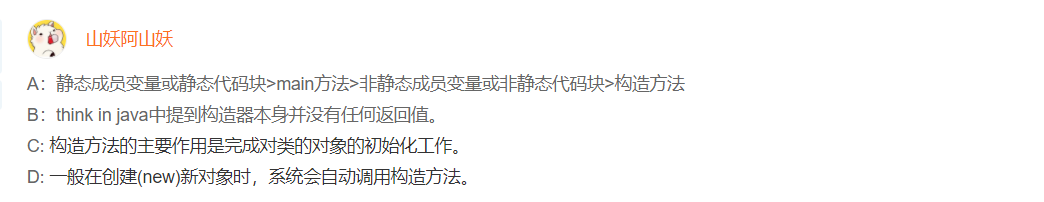 山妖阿山妖
A：静态成员变量或静态代码块>main方法>非静态成员变量或非静态代码块>构造方法
B：think in java中提到构造器本身并没有任何返回值。
C: 构造方法的主要作用是完成对类的对象的初始化工作。
D: 一般在创建(new)新对象时，系统会自动调用构造方法。